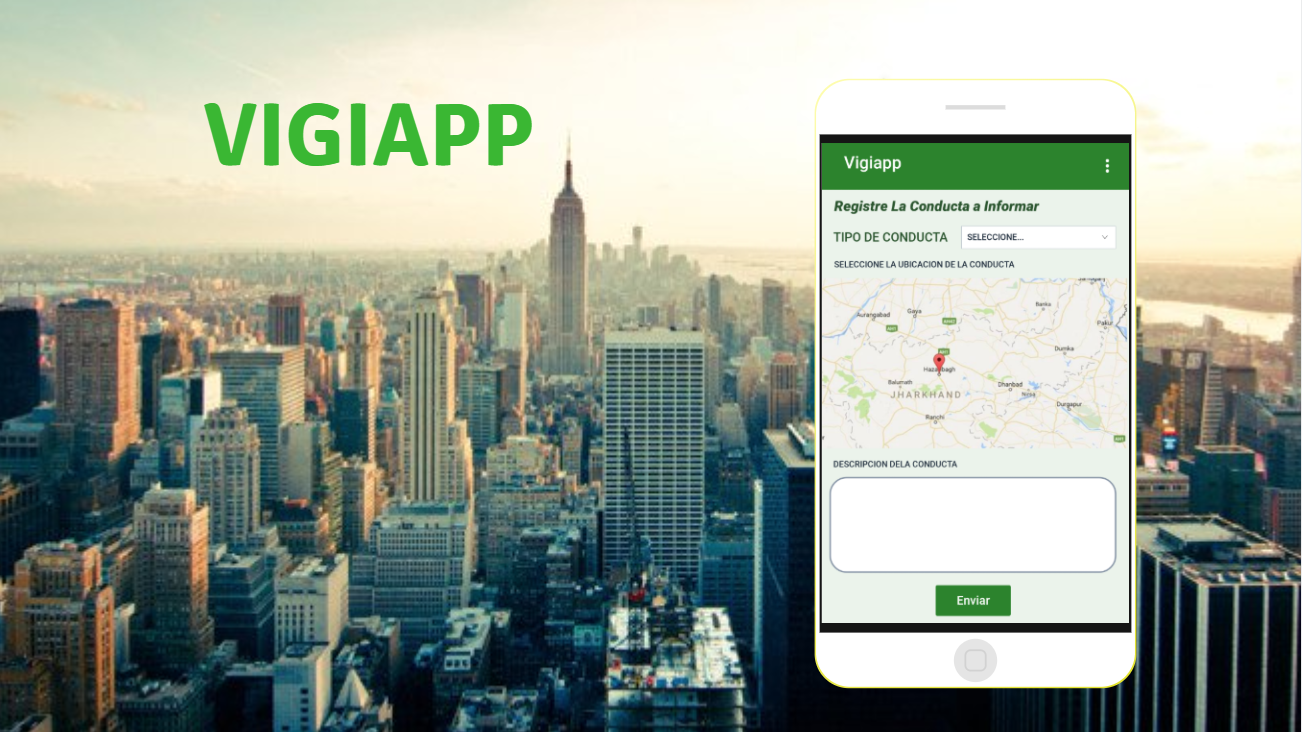 VIGIAPP
Vigiapp
Registre La Conducta a Informar
TIPO DE CONDUCTA SELECCIONE...
SELECCIONE LA UBICACION DE LA CONDUCTA
Banka
Aurangabad Gaya
Pakur
Dumka
Hazaribagh
Balumath Dhanbad
JHARKHAND
Durgapur
Ranchi
DESCRIPCION DELA CONDUCTA
Enviar